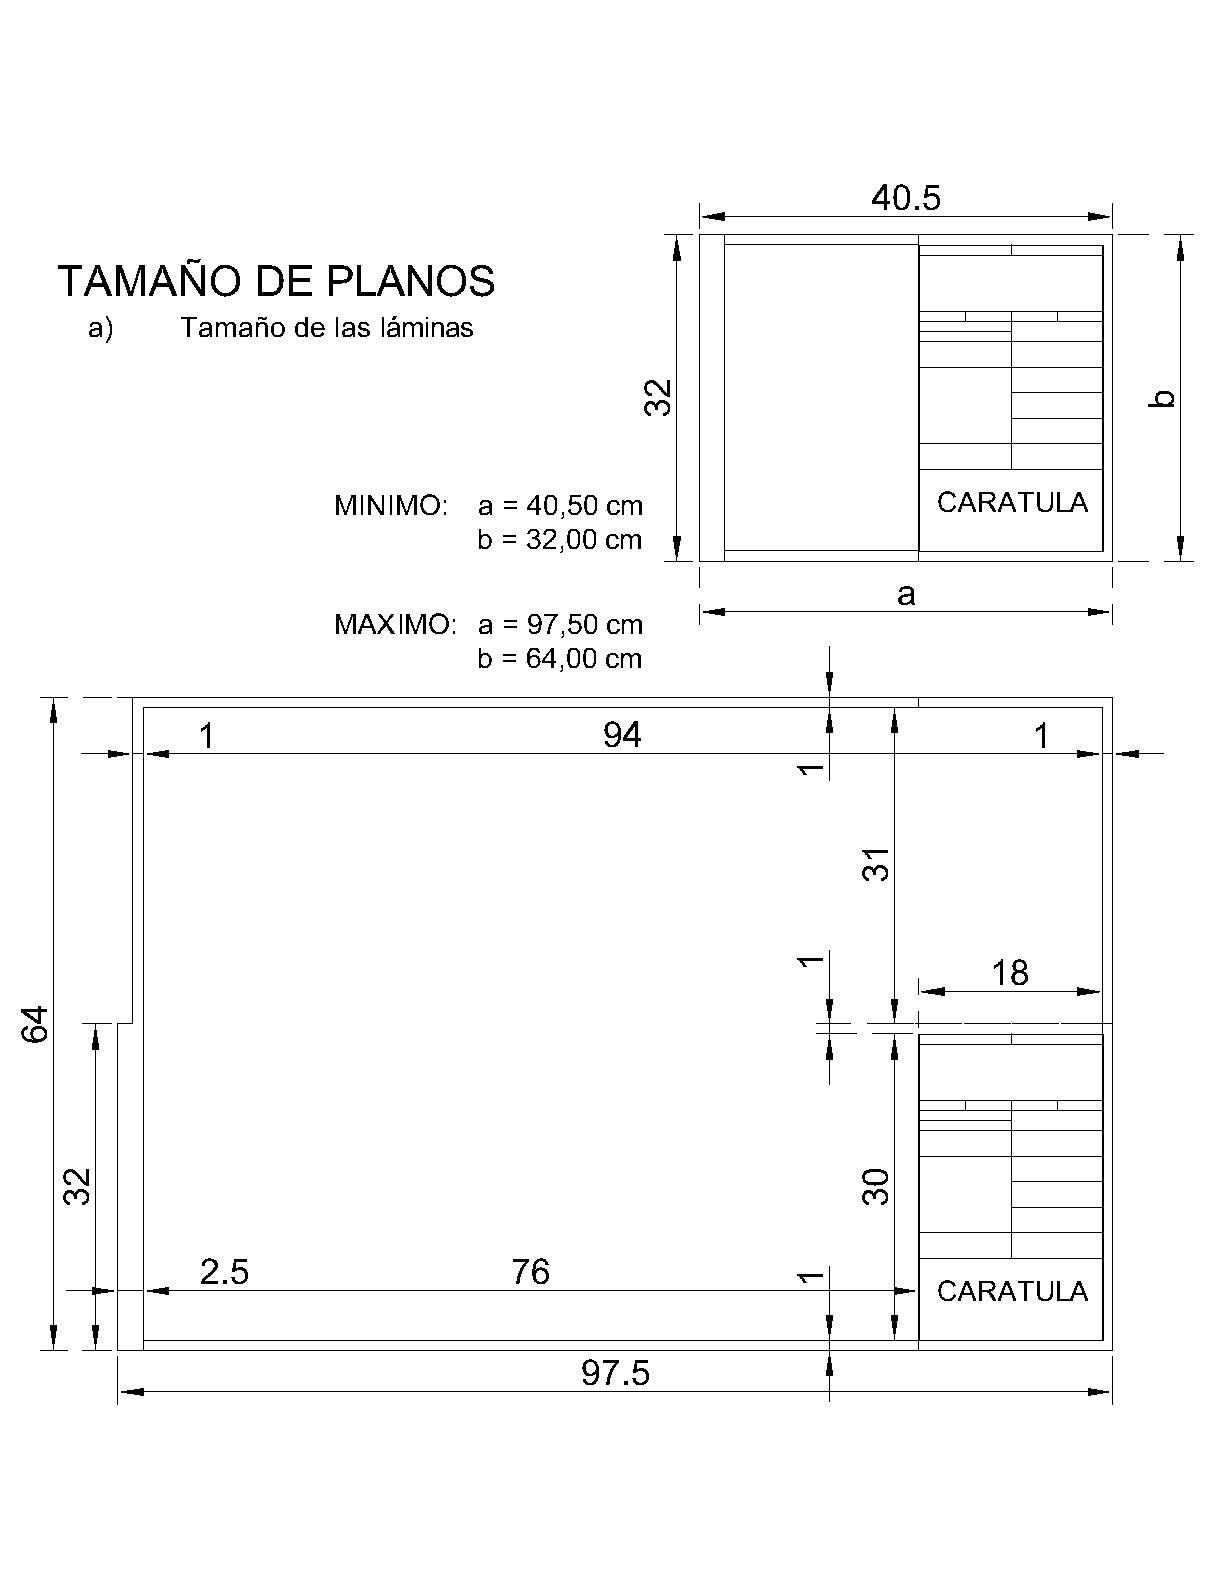 40.5
TAMAÑO DE PLANOS
a) Tamaño de las láminas
32
b
MINIMO: a = 40,50 cm
b = 32,00 cm
CARATULA
a
MAXIMO: a = 97,50 cm
b = 64,00 cm
1
94
1
1
31
1
18
64
32
30
2.5
76
1
CARATULA
97.5